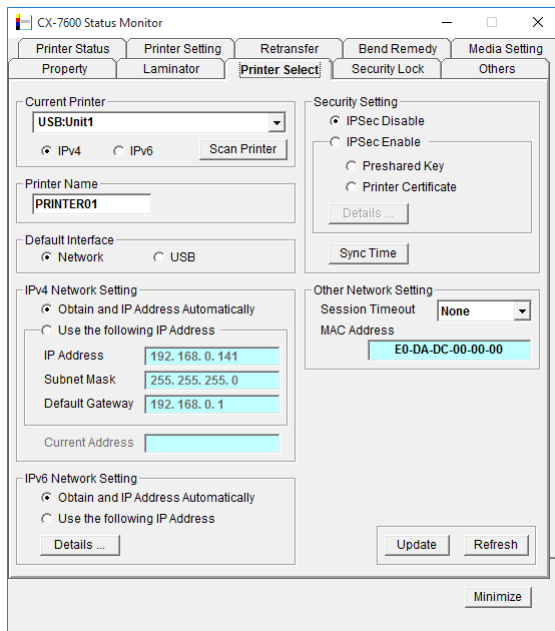 CX-7600 Status Monitor
Printer Status Printer Setting Retransfer Bend Remedy Media Setting
Property Laminator Printer Select Security Lock Others
Current Printer
USB:Unit1
IPv4 IPv6 Scan Printer
Printer Name
PRINTER01
Default Interface
Network USB
IPv4 Network Setting
Obtain and IP Address Automatically
Use the following IP Address
IP Address 192. 168. 0. 141
Subnet Mask 255. 255. 255. 0
Default Gateway 192. 168. 0. 1
Current Address
IPv6 Network Setting
Obtain and IP Address Automatically
Use the following IP Address
Details ...
Security Setting
IPSec Disable
IPSec Enable
Preshared Key
Printer Certificate
Details ...
Sync Time
Other Network Setting
Session Timeout None
MAC Address
E0-DA-DC-00-00-00
Update Refresh
Minimize